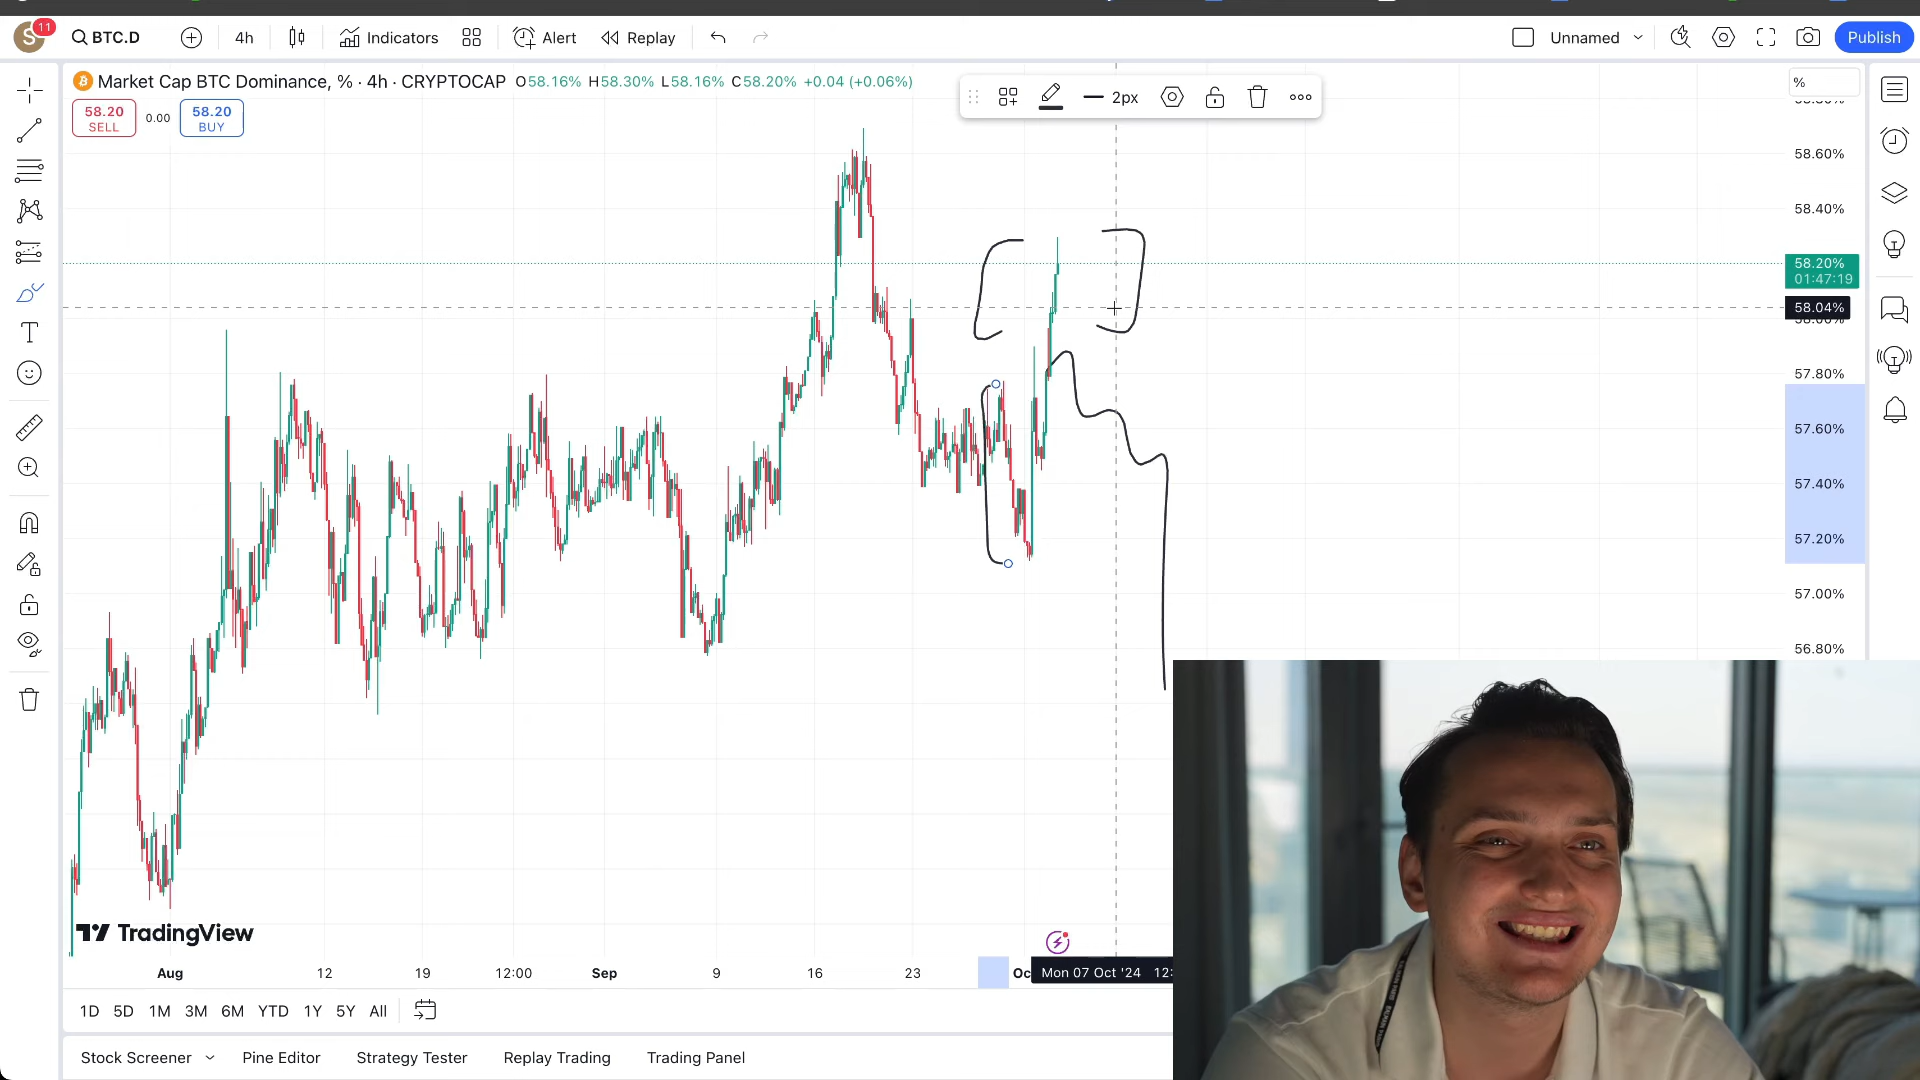 S 11 BTC.D 4h Indicators Alert Replay Unnamed Publish
Market Cap BTC Dominance, % · 4h · CRYPTOCAP O58.16% H58.30% L58.16% C58.20% +0.04 (+0.06%)
58.20 SELL 0.00 58.20 BUY
2px
%
58.60%
58.40%
58.20%
01:47:19
58.04%
57.80%
57.60%
57.40%
57.20%
57.00%
56.80%
TradingView
Aug 12 19 12:00 Sep 9 16 23 Oc Mon 07 Oct '24 12:
1D 5D 1M 3M 6M YTD 1Y 5Y All
Stock Screener Pine Editor Strategy Tester Replay Trading Trading Panel